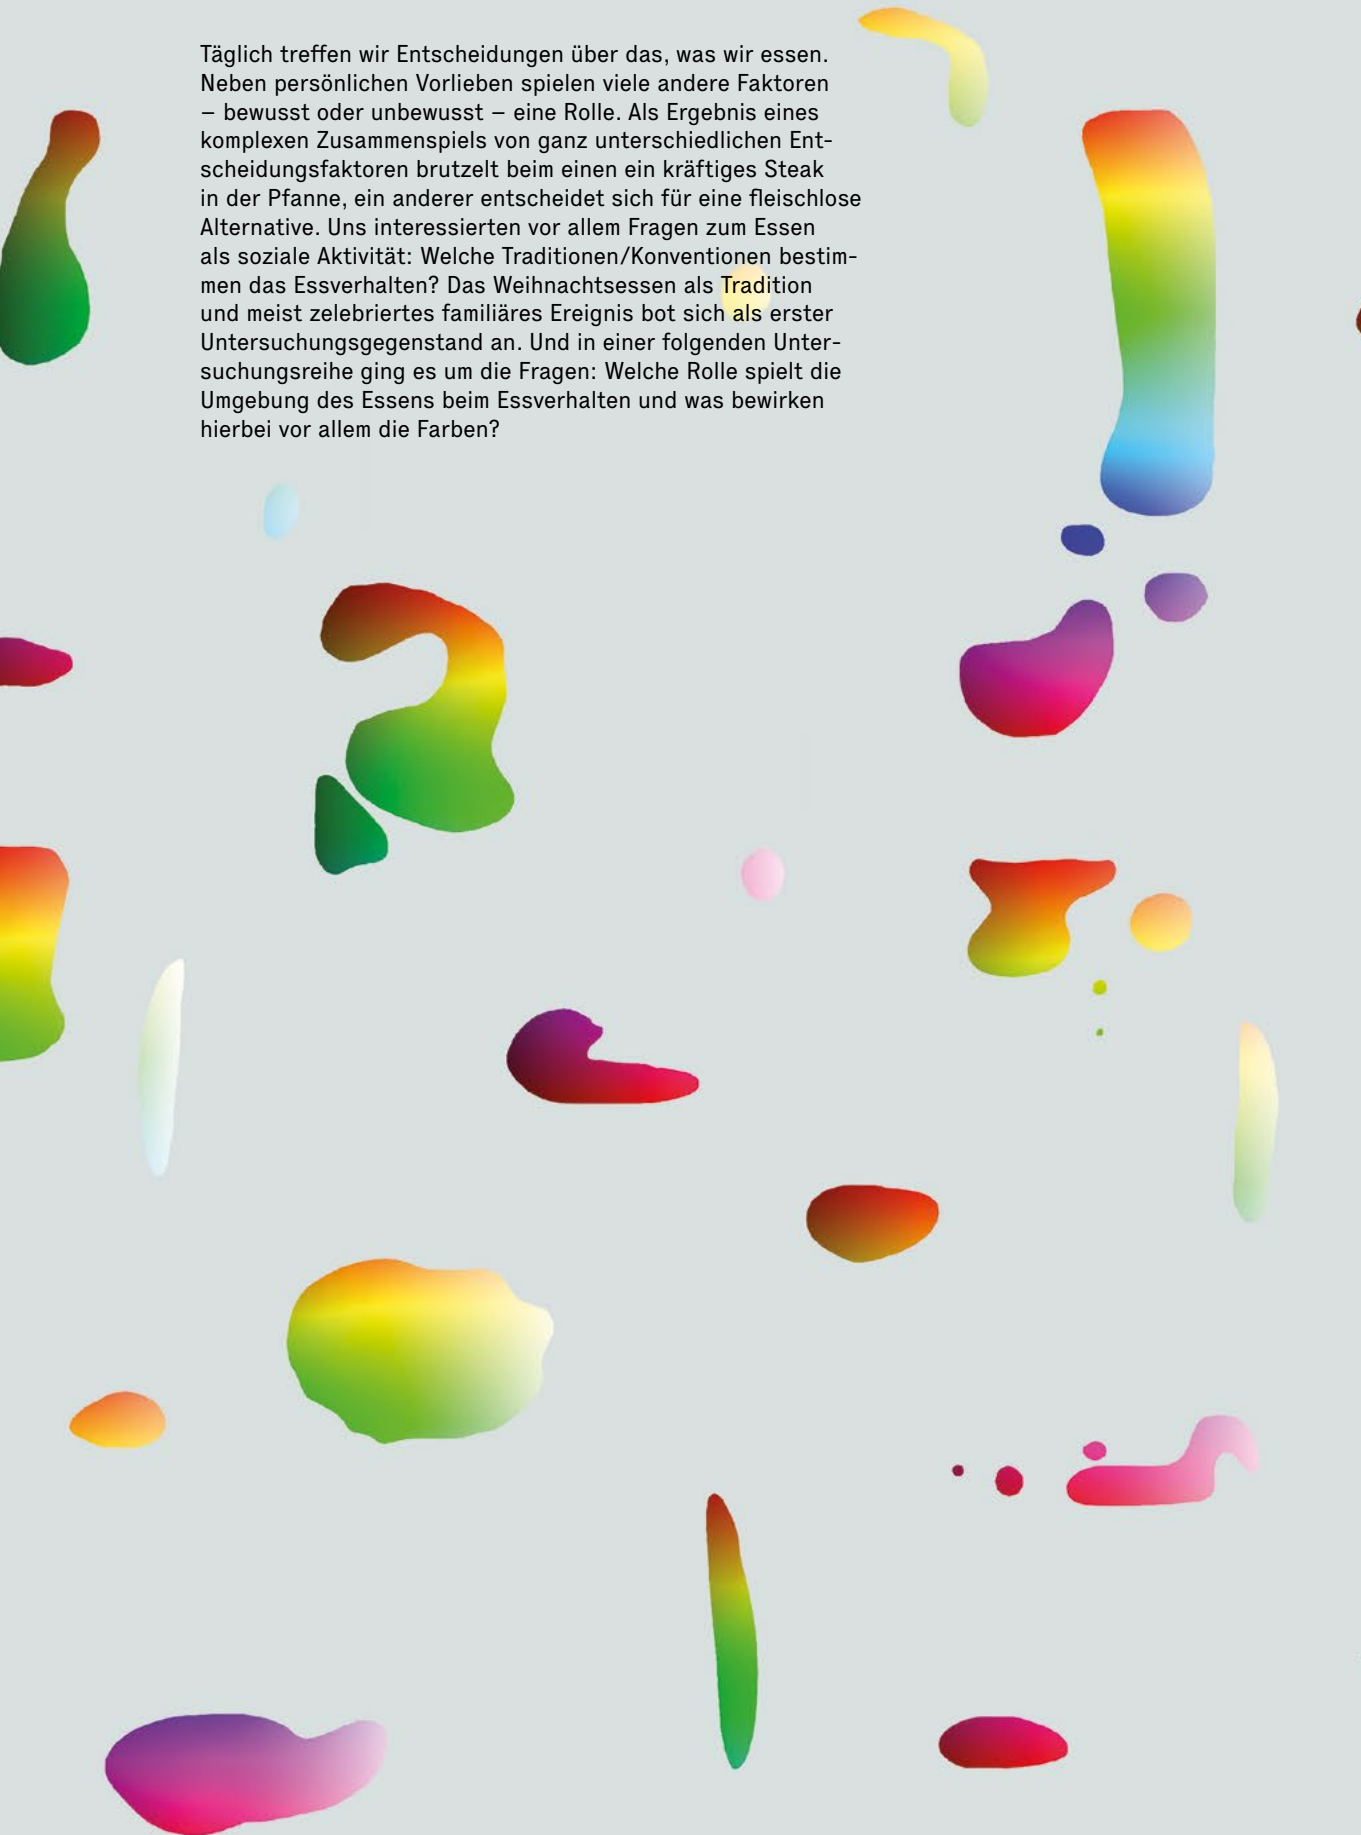 Täglich treffen wir Entscheidungen über das, was wir essen.
Neben persönlichen Vorlieben spielen viele andere Faktoren
– bewusst oder unbewusst – eine Rolle. Als Ergebnis eines
komplexen Zusammenspiels von ganz unterschiedlichen Ent-
scheidungsfaktoren brutzelt beim einen ein kräftiges Steak
in der Pfanne, ein anderer entscheidet sich für eine fleischlose
Alternative. Uns interessierten vor allem Fragen zum Essen
als soziale Aktivität: Welche Traditionen/Konventionen bestim-
men das Essverhalten? Das Weihnachtsessen als Tradition
und meist zelebriertes familiäres Ereignis bot sich als erster
Untersuchungsgegenstand an. Und in einer folgenden Unter-
suchungsreihe ging es um die Fragen: Welche Rolle spielt die
Umgebung des Essens beim Essverhalten und was bewirken
hierbei vor allem die Farben?